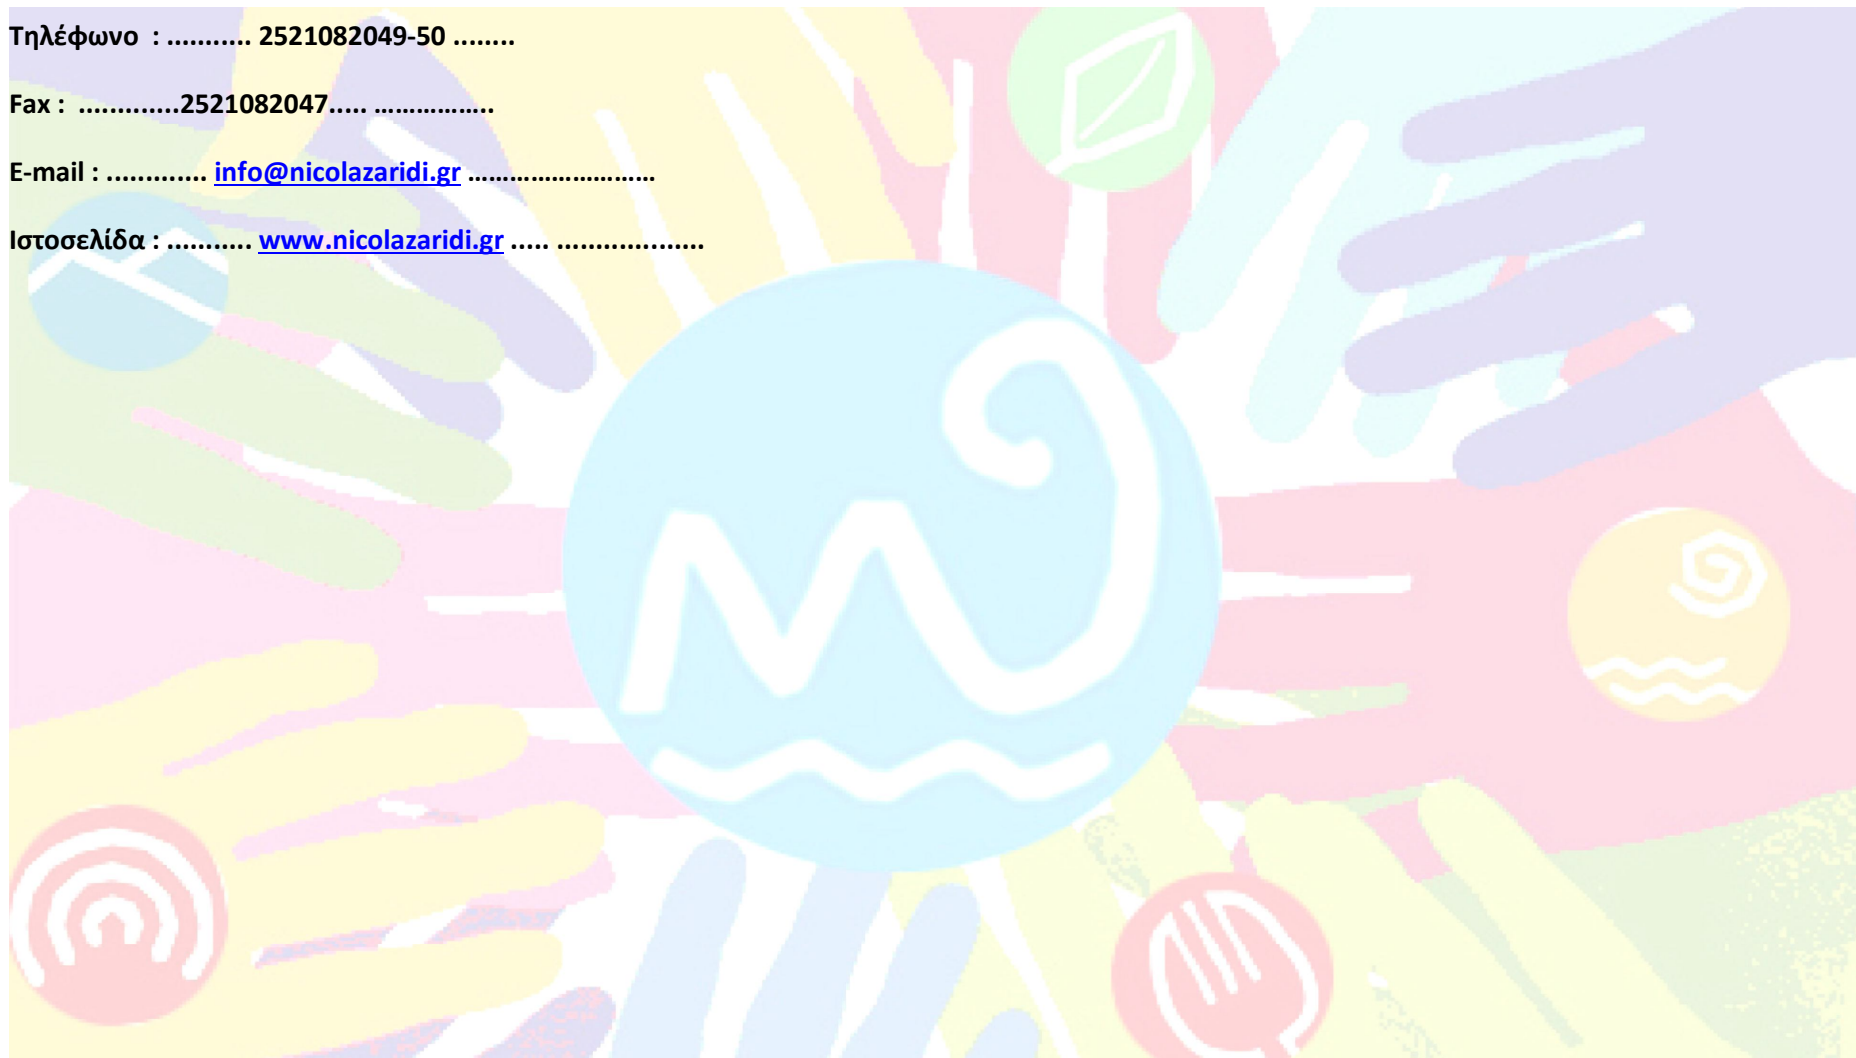 Τηλέφωνο : ........... 2521082049-50 ........
Fax : .............2521082047..... ................
E-mail : ............. info@nicolazaridi.gr ...........................
Ιστοσελίδα : ........... www.nicolazaridi.gr ..... ...................